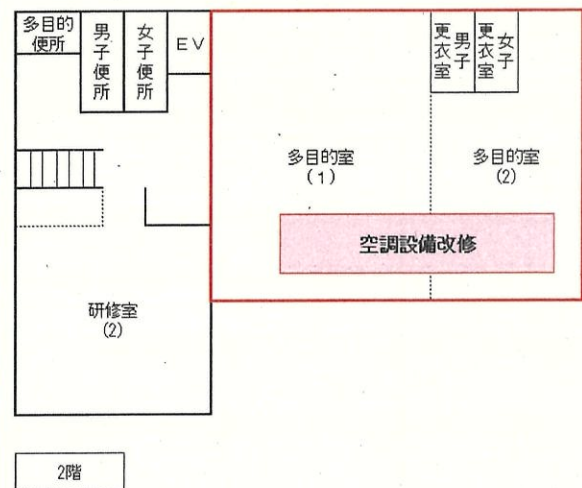 多目的
便所
男子便所
女子便所
EV
男子
更衣室
女子
更衣室
多目的室
(1)
多目的室
(2)
空調設備改修
研修室
(2)
2階